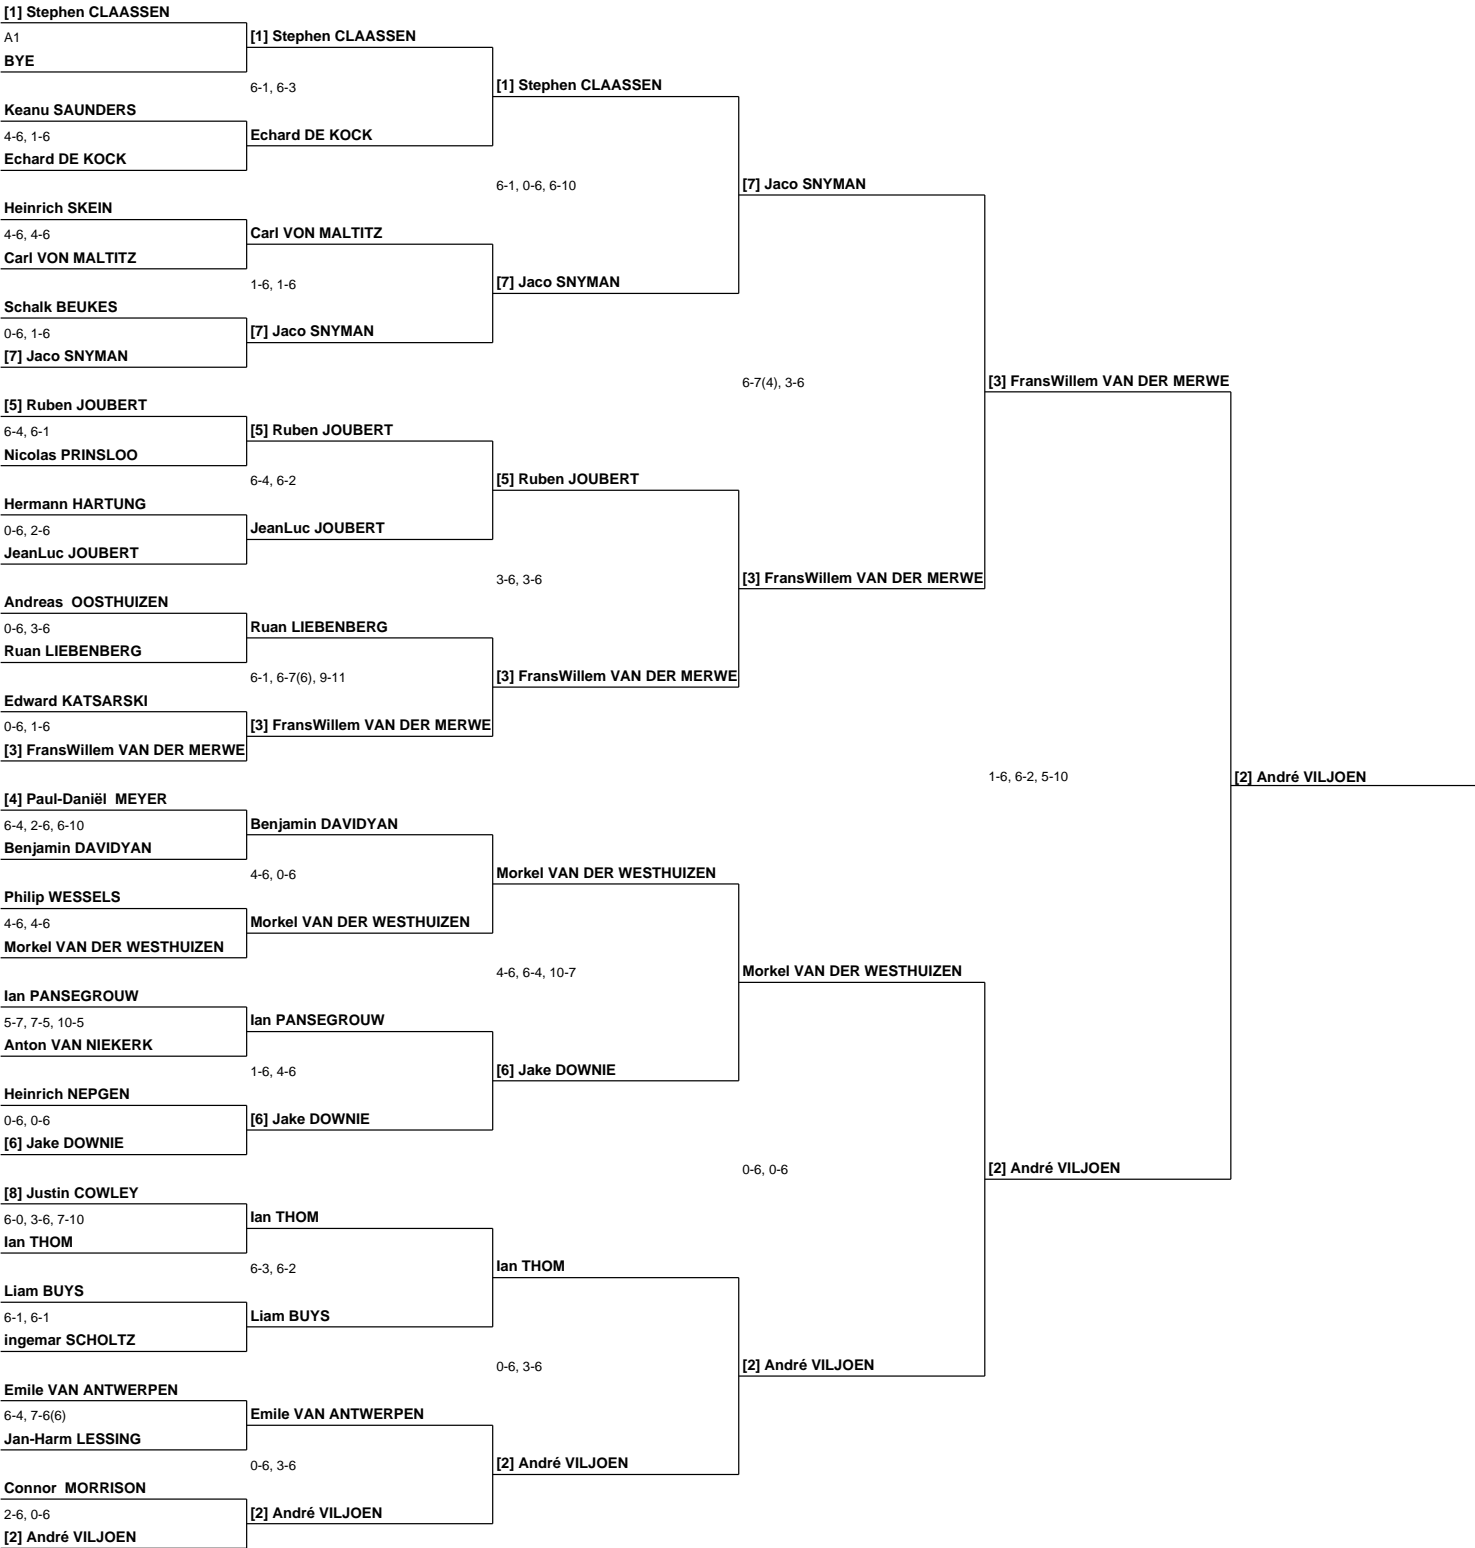 [1] Stephen CLAASSEN
A1
BYE
Keanu SAUNDERS
4-6, 1-6
Echard DE KOCK
Heinrich SKEIN
4-6, 4-6
Carl VON MALTITZ
Schalk BEUKES
0-6, 1-6
[7] Jaco SNYMAN
[5] Ruben JOUBERT
6-4, 6-1
Nicolas PRINSLOO
Hermann HARTUNG
0-6, 2-6
JeanLuc JOUBERT
Andreas  OOSTHUIZEN
0-6, 3-6
Ruan LIEBENBERG
Edward KATSARSKI
0-6, 1-6
[3] FransWillem VAN DER MERWE
[4] Paul-Daniël  MEYER
6-4, 2-6, 6-10
Benjamin DAVIDYAN
Philip WESSELS
4-6, 4-6
Morkel VAN DER WESTHUIZEN
Ian PANSEGROUW
5-7, 7-5, 10-5
Anton VAN NIEKERK
Heinrich NEPGEN
0-6, 0-6
[6] Jake DOWNIE
[8] Justin COWLEY
6-0, 3-6, 7-10
Ian THOM
Liam BUYS
6-1, 6-1
ingemar SCHOLTZ
Emile VAN ANTWERPEN
6-4, 7-6(6)
Jan-Harm LESSING
Connor  MORRISON
2-6, 0-6
[2] André VILJOEN
[1] Stephen CLAASSEN
6-1, 6-3
Echard DE KOCK
Carl VON MALTITZ
1-6, 1-6
[7] Jaco SNYMAN
[5] Ruben JOUBERT
6-4, 6-2
JeanLuc JOUBERT
Ruan LIEBENBERG
6-1, 6-7(6), 9-11
[3] FransWillem VAN DER MERWE
Benjamin DAVIDYAN
4-6, 0-6
Morkel VAN DER WESTHUIZEN
Ian PANSEGROUW
1-6, 4-6
[6] Jake DOWNIE
Ian THOM
6-3, 6-2
Liam BUYS
Emile VAN ANTWERPEN
0-6, 3-6
[2] André VILJOEN
[1] Stephen CLAASSEN
6-1, 0-6, 6-10
[7] Jaco SNYMAN
[5] Ruben JOUBERT
3-6, 3-6
[3] FransWillem VAN DER MERWE
Morkel VAN DER WESTHUIZEN
4-6, 6-4, 10-7
[6] Jake DOWNIE
Ian THOM
0-6, 3-6
[2] André VILJOEN
[7] Jaco SNYMAN
6-7(4), 3-6
[3] FransWillem VAN DER MERWE
Morkel VAN DER WESTHUIZEN
0-6, 0-6
[2] André VILJOEN
[3] FransWillem VAN DER MERWE
1-6, 6-2, 5-10
[2] André VILJOEN
[2] André VILJOEN